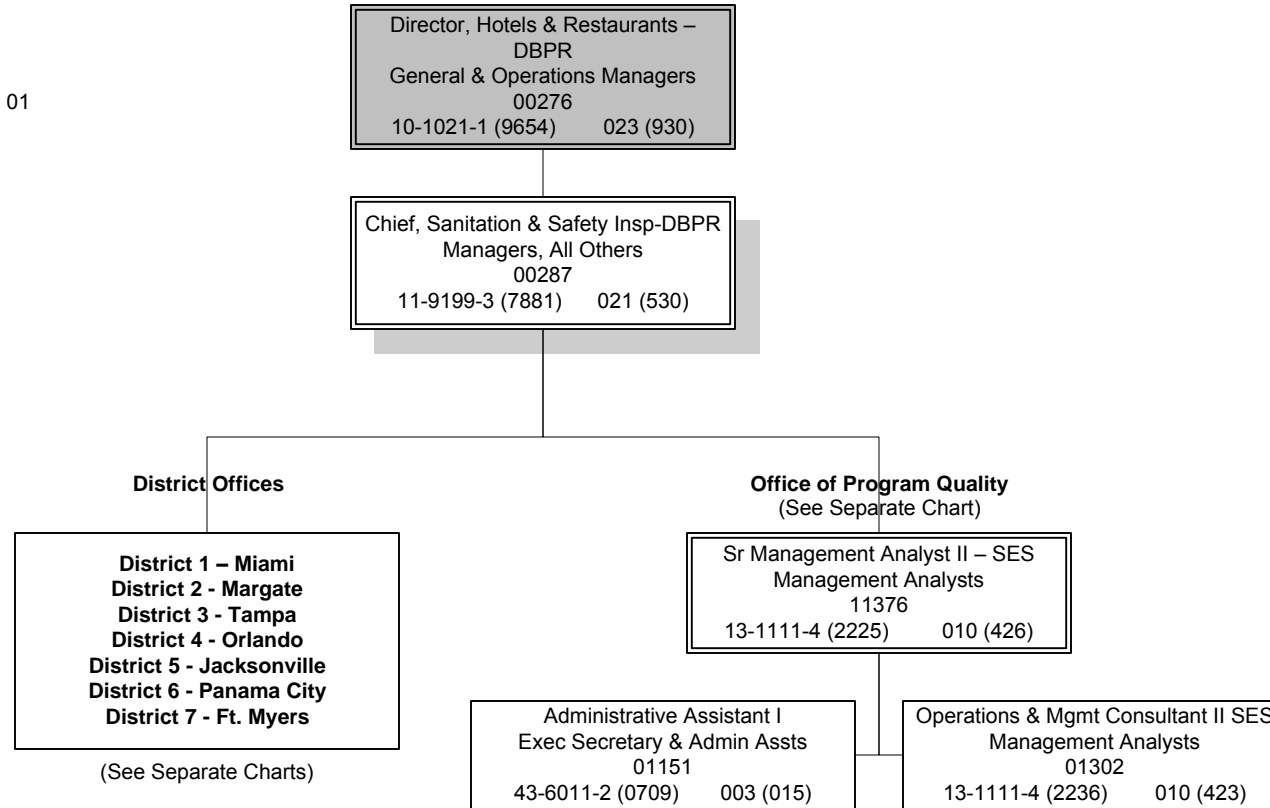 Director, Hotels & Restaurants –
DBPR
General & Operations Managers
00276
10-1021-1 (9654) 023 (930)
01
Chief, Sanitation & Safety Insp-DBPR
Managers, All Others
00287
11-9199-3 (7881) 021 (530)
District Offices
District 1 – Miami
District 2 - Margate
District 3 - Tampa
District 4 - Orlando
District 5 - Jacksonville
District 6 - Panama City
District 7 - Ft. Myers
(See Separate Charts)
Office of Program Quality
(See Separate Chart)
Sr Management Analyst II – SES
Management Analysts
11376
13-1111-4 (2225) 010 (426)
Administrative Assistant I
Exec Secretary & Admin Assts
01151
43-6011-2 (0709) 003 (015)
Operations & Mgmt Consultant II SES
Management Analysts
01302
13-1111-4 (2236) 010 (423)